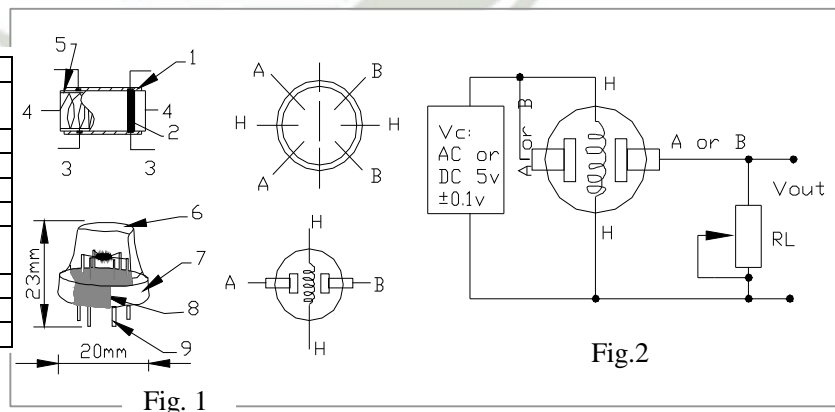 5
1
A
B
4
4
2
H
H
3
3
A
B
6
7
8
9
23mm
20mm
H
A
B
H
Fig. 1
H
A or B
Vc:
AC or
DC 5v
±0.1v
A or B
Vout
RL
H
Fig.2